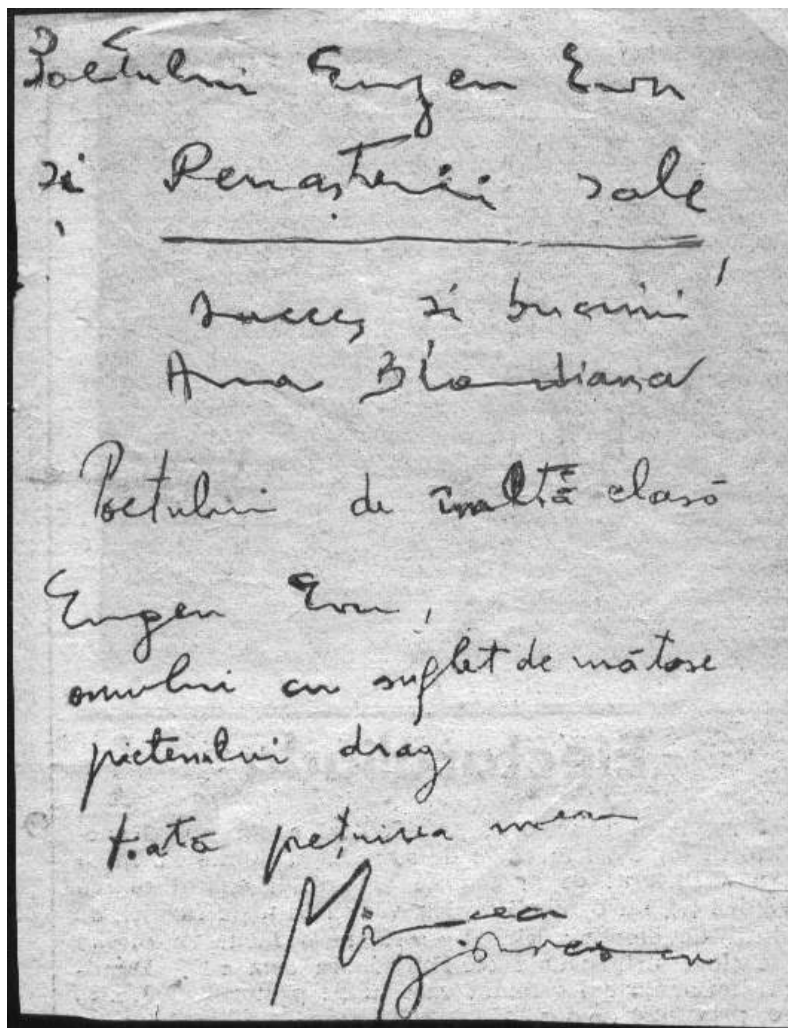 Poetului Eugen Evu
și Renașterii sale
succes și bucurii
Ana Blandiana
Poetului de înaltă clasă
Eugen Evu,
omului cu suflet de mătase
prietenului drag
toată prețuirea mea
Mircea